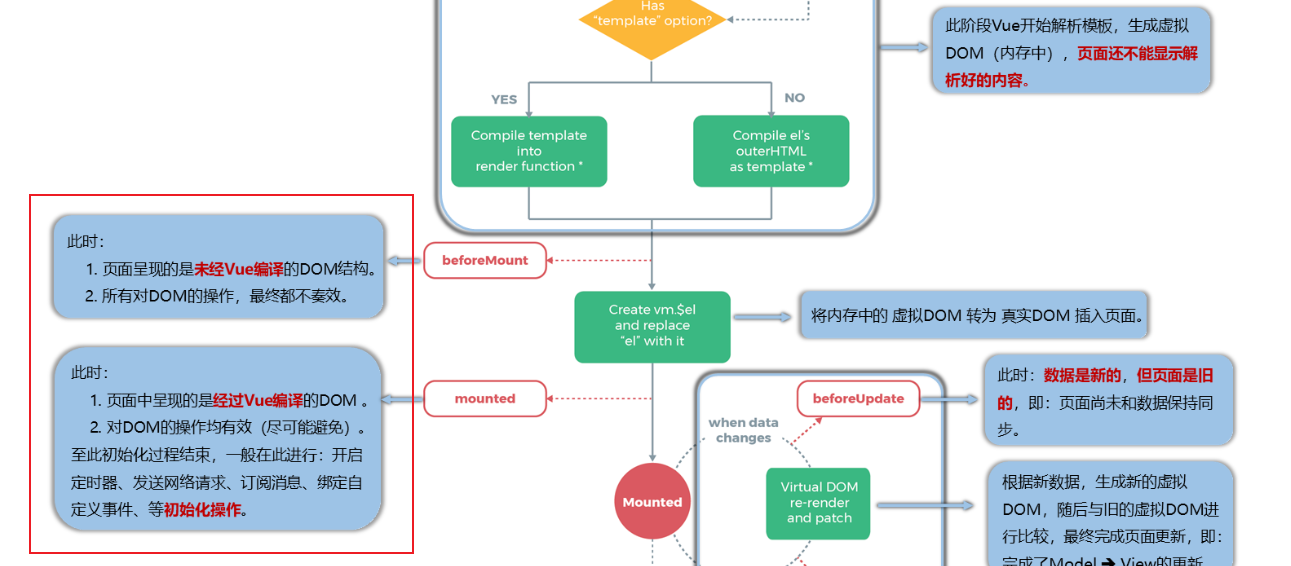 Has
“template” option?
此阶段Vue开始解析模板，生成虚拟
DOM（内存中），页面还不能显示解
析好的内容。
YES
NO
Compile template
into
render function *
Compile el’s
outerHTML
as template *
此时：
1. 页面呈现的是未经Vue编译的DOM结构。
2. 所有对DOM的操作，最终都不奏效。
beforeMount
Create vm.$el
and replace
“el” with it
将内存中的 虚拟DOM 转为 真实DOM 插入页面。
此时：
1. 页面中呈现的是经过Vue编译的DOM 。
2. 对DOM的操作均有效（尽可能避免）。
至此初始化过程结束，一般在此进行：开启
定时器、发送网络请求、订阅消息、绑定自
定义事件、等初始化操作。
mounted
beforeUpdate
此时：数据是新的，但页面是旧
的，即：页面尚未和数据保持同
步。
when data
changes
Mounted
Virtual DOM
re-render
and patch
根据新数据，生成新的虚拟
DOM，随后与旧的虚拟DOM进
行比较，最终完成页面更新，即：
完成了Model ➔ View的更新